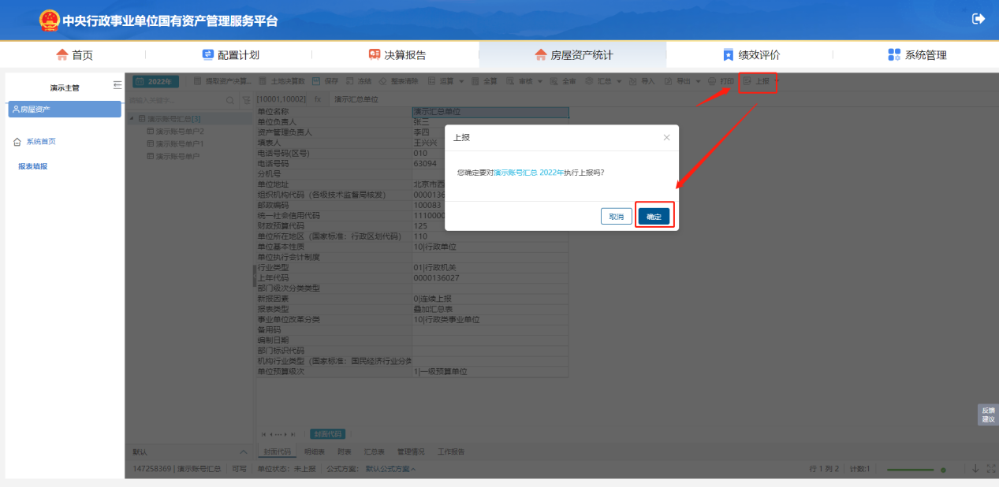 中央行政事业单位国有资产管理服务平台
首页 配置计划 决算报告 房屋资产统计 绩效评价 系统管理
演示主管
房屋资产
系统首页
报表填报
2022年 提取资产决算... 土地决算数 保存 冻结 整表清除 运算 全算 审核 全审 汇总 导入 导出 打印 上报
请输入关键字...
[10001,10002] fx 演示汇总单位
演示账号汇总[3]
演示账号单户2
演示账号单户1
演示账号单户
单位名称 演示汇总单位
单位负责人 张三
资产管理负责人 李四
填表人 王兴兴
电话号码(区号) 010
电话号码 63094
分机号
单位地址 北京市西
组织机构代码（各级技术监督局核发） 0000136
邮政编码 100083
统一社会信用代码 1110000
财政预算代码 125
单位所在地区（国家标准：行政区划代码） 110
单位基本性质 10|行政单位
单位执行会计制度
行业类型 01|行政机关
上年代码 0000136027
部门级次分类类型
新报因素 0|连续上报
报表类型 叠加汇总表
事业单位改革分类 10|行政类事业单位
备用码
编制日期
部门标识代码
机构行业类型（国家标准：国民经济行业分类
单位预算级次 1|一级预算单位
上报
您确定要对演示账号汇总 2022年执行上报吗?
取消 确定
反馈
建议
封面代码
默认
封面代码 明细表 附表 汇总表 管理情况 工作报告
147258369 | 演示账号汇总 可写 单位状态：未上报 公式方案：默认公式方案
行 1 列 2 计数:1